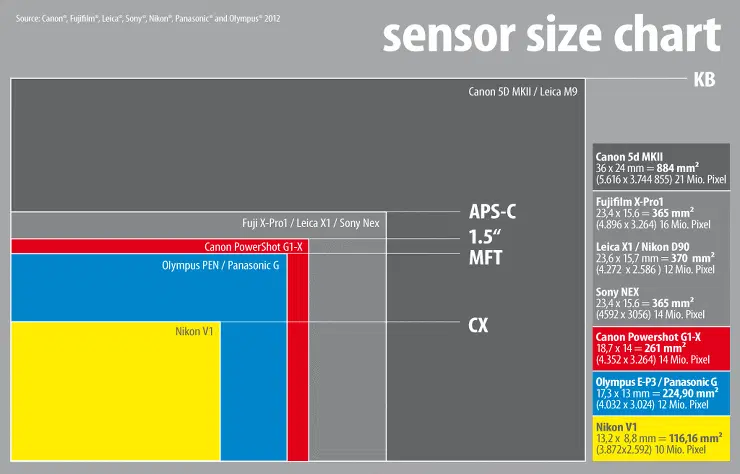 Source: Canon®, Fujifilm®, Leica®, Sony®, Nikon®, Panasonic® and Olympus® 2012
sensor size chart
KB
Canon 5D MKII / Leica M9
APS-C
Fuji X-Pro1 / Leica X1 / Sony Nex
1.5“
Canon PowerShot G1-X
MFT
Olympus PEN / Panasonic G
CX
Nikon V1
Canon 5d MKII
36 x 24 mm = 884 mm²
(5.616 x 3.744 855) 21 Mio. Pixel
Fujifilm X-Pro1
23,4 x 15.6 = 365 mm²
(4.896 x 3.264) 16 Mio. Pixel
Leica X1 / Nikon D90
23,6 x 15,7 mm = 370 mm²
(4.272 x 2.586 ) 12 Mio. Pixel
Sony NEX
23,4 x 15.6 = 365 mm²
(4592 x 3056) 14 Mio. Pixel
Canon Powershot G1-X
18,7 x 14 = 261 mm²
(4.352 x 3.264) 14 Mio. Pixel
Olympus E-P3 / Panasonic G
17,3 x 13 mm = 224,90 mm²
(4.032 x 3.024) 12 Mio. Pixel
Nikon V1
13,2 x 8,8 mm = 116,16 mm²
(3.872x2.592) 10 Mio. Pixel